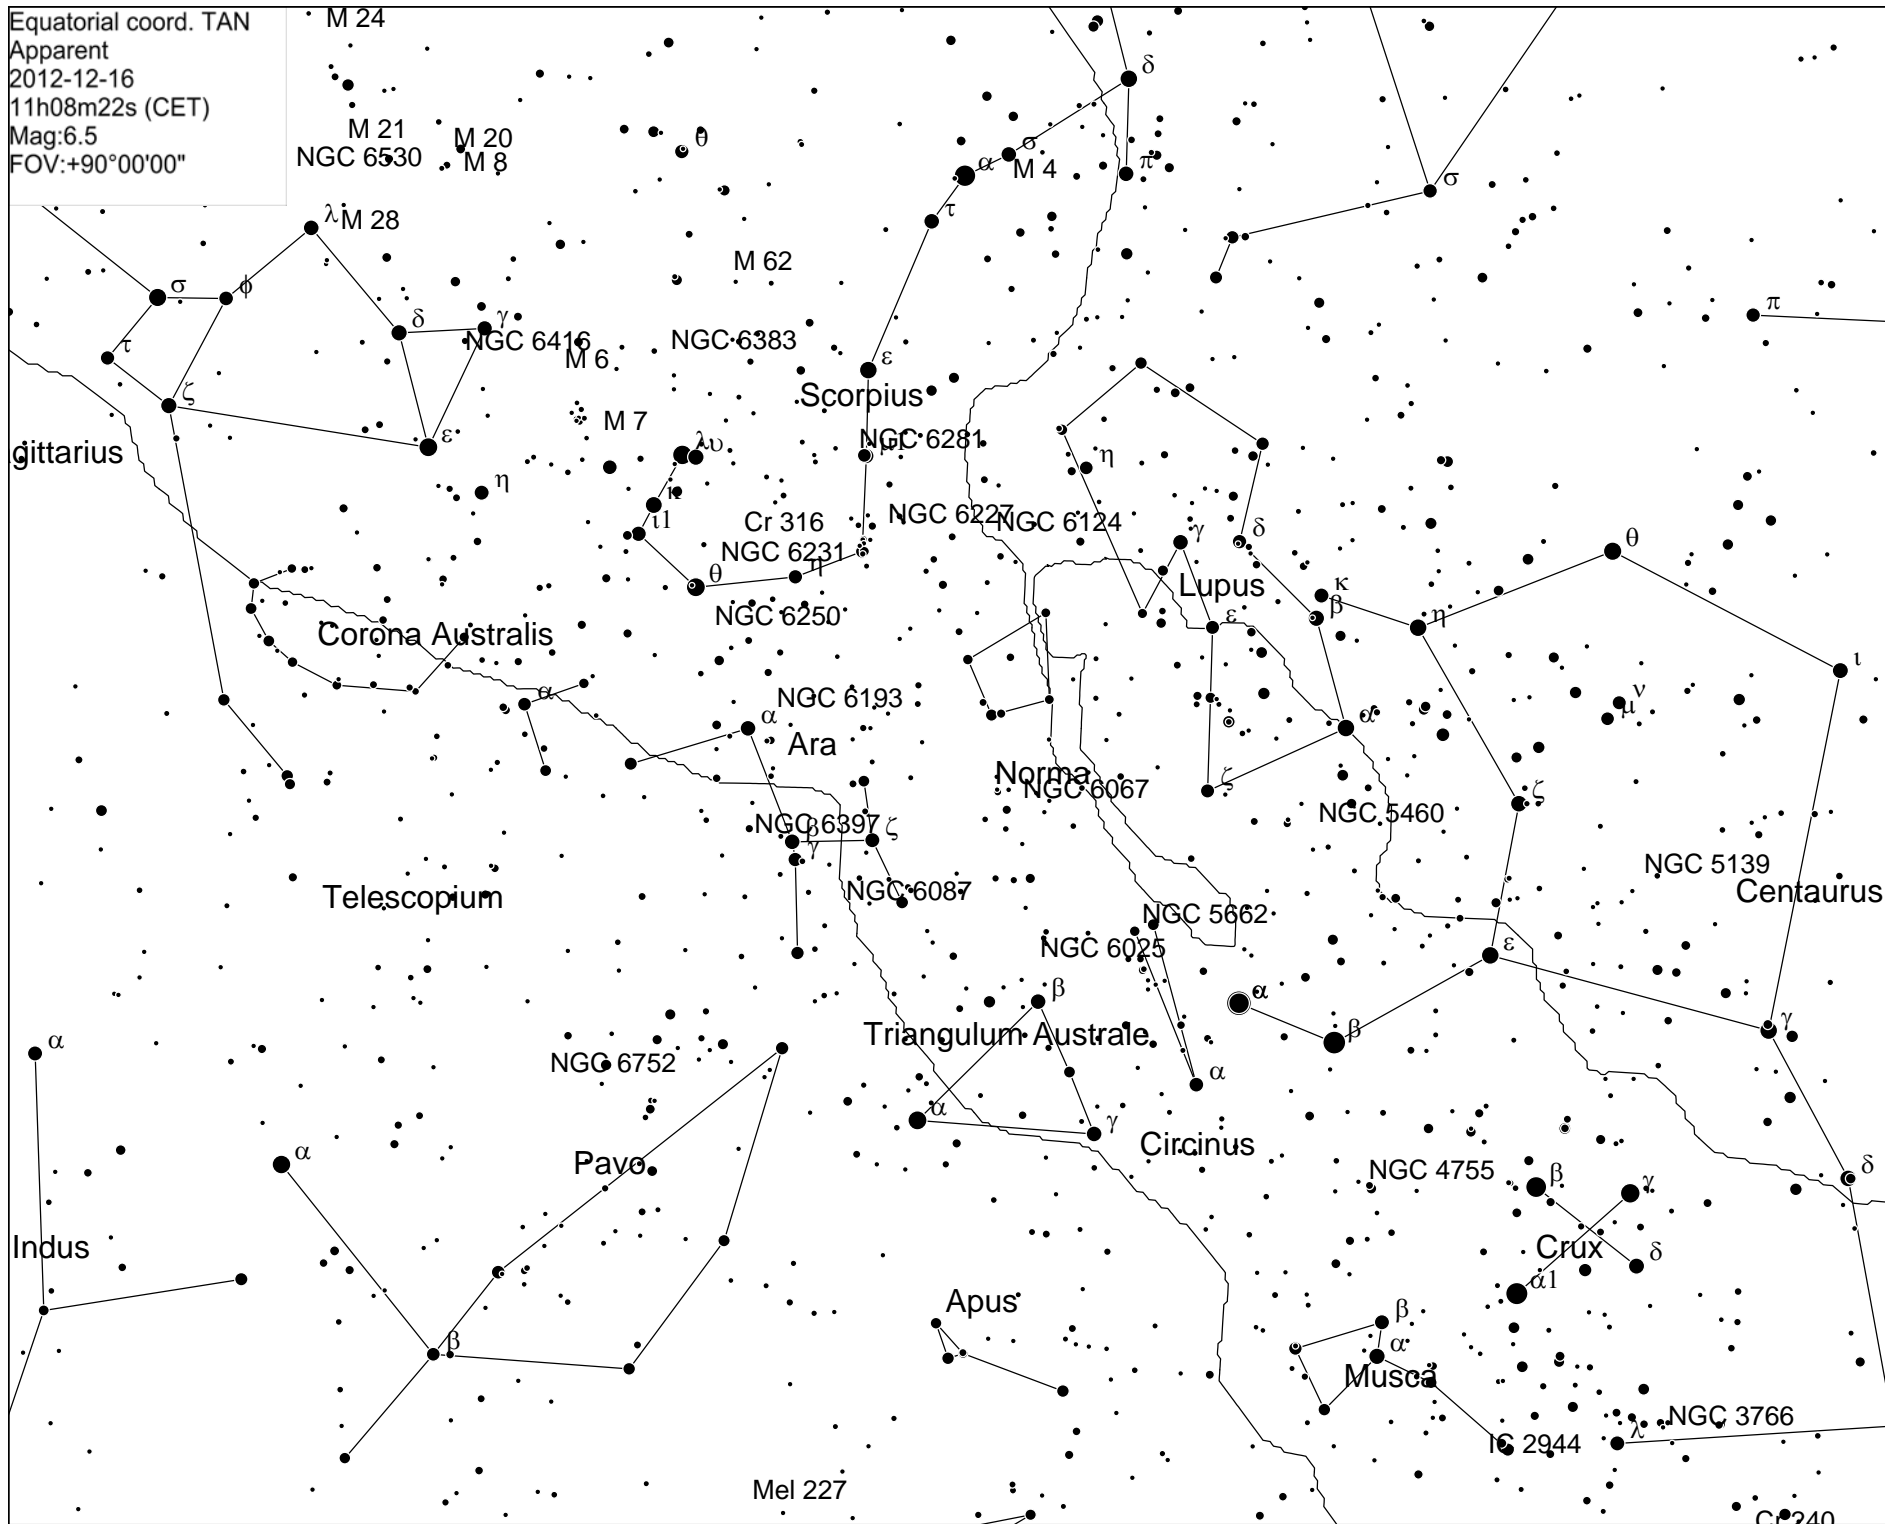 Equatorial coord. TAN
Apparent
2012-12-16
11h08m22s (CET)
Mag:6.5
FOV:+90°00'00"
M 24
δ
M 21
M 20
θ
NGC 6530
M 8
σ
α
M 4
π
σ
τ
λ
M 28
M 62
σ
φ
π
δ
γ
NGC 6416
NGC 6383
τ
M 6
ε
ζ
Scorpius
M 7
ε
λυ
NGC 6281
μ1
gittarius
η
η
κ
ι1
Cr 316
NGC 6227
NGC 6124
γ
δ
NGC 6231
η
θ
θ
Lupus
κ
β
NGC 6250
ε
η
Corona Australis
ι
α
NGC 6193
ν
μ
α
α
Ara
Norma
NGC 6067
ζ
ζ
NGC 5460
NGC 6397
β
ζ
γ
NGC 5139
NGC 6087
Centaurus
Telescopium
NGC 5662
NGC 6025
ε
β
α
Triangulum Australe
β
γ
α
NGC 6752
α
α
γ
Circinus
α
Pavo
NGC 4755
β
γ
δ
Indus
Crux
δ
α1
Apus
β
β
α
Musca
NGC 3766
λ
IC 2944
Mel 227
Cr 240